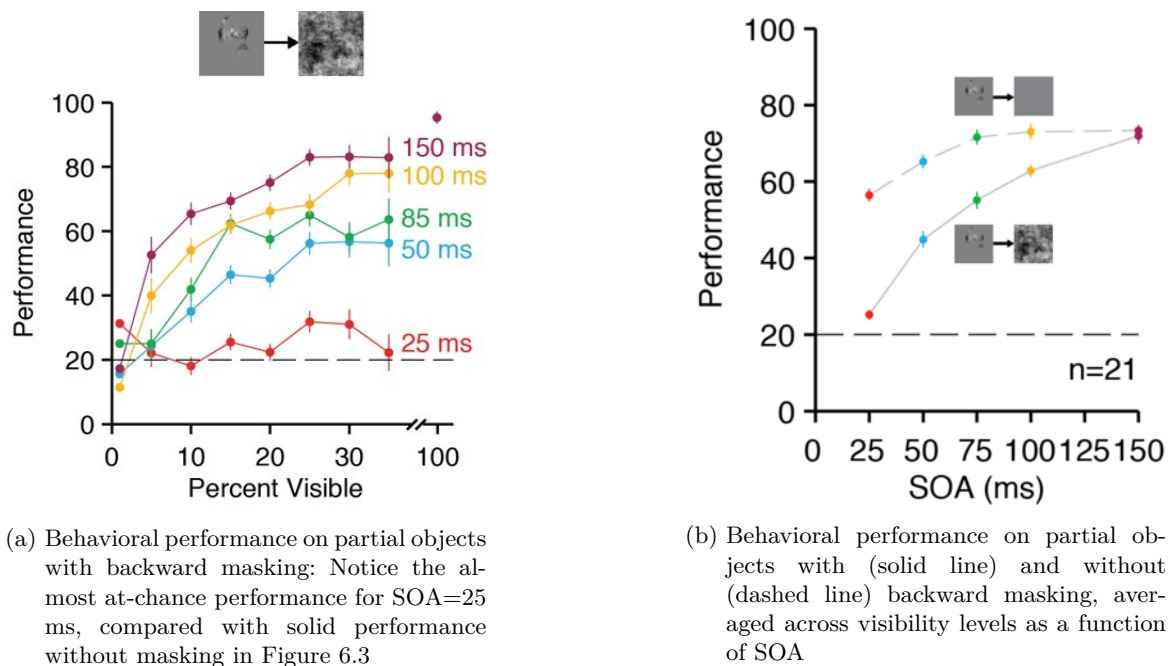 100
80
60
40
20
0
Performance
150 ms
100 ms
85 ms
50 ms
25 ms
0 10 20 30 100
Percent Visible
(a) Behavioral performance on partial objects
with backward masking: Notice the al-
most at-chance performance for SOA=25
ms, compared with solid performance
without masking in Figure 6.3
100
80
60
40
20
0
Performance
n=21
0 25 50 75 100 125 150
SOA (ms)
(b) Behavioral performance on partial ob-
jects with (solid line) and without
(dashed line) backward masking, aver-
aged across visibility levels as a function
of SOA